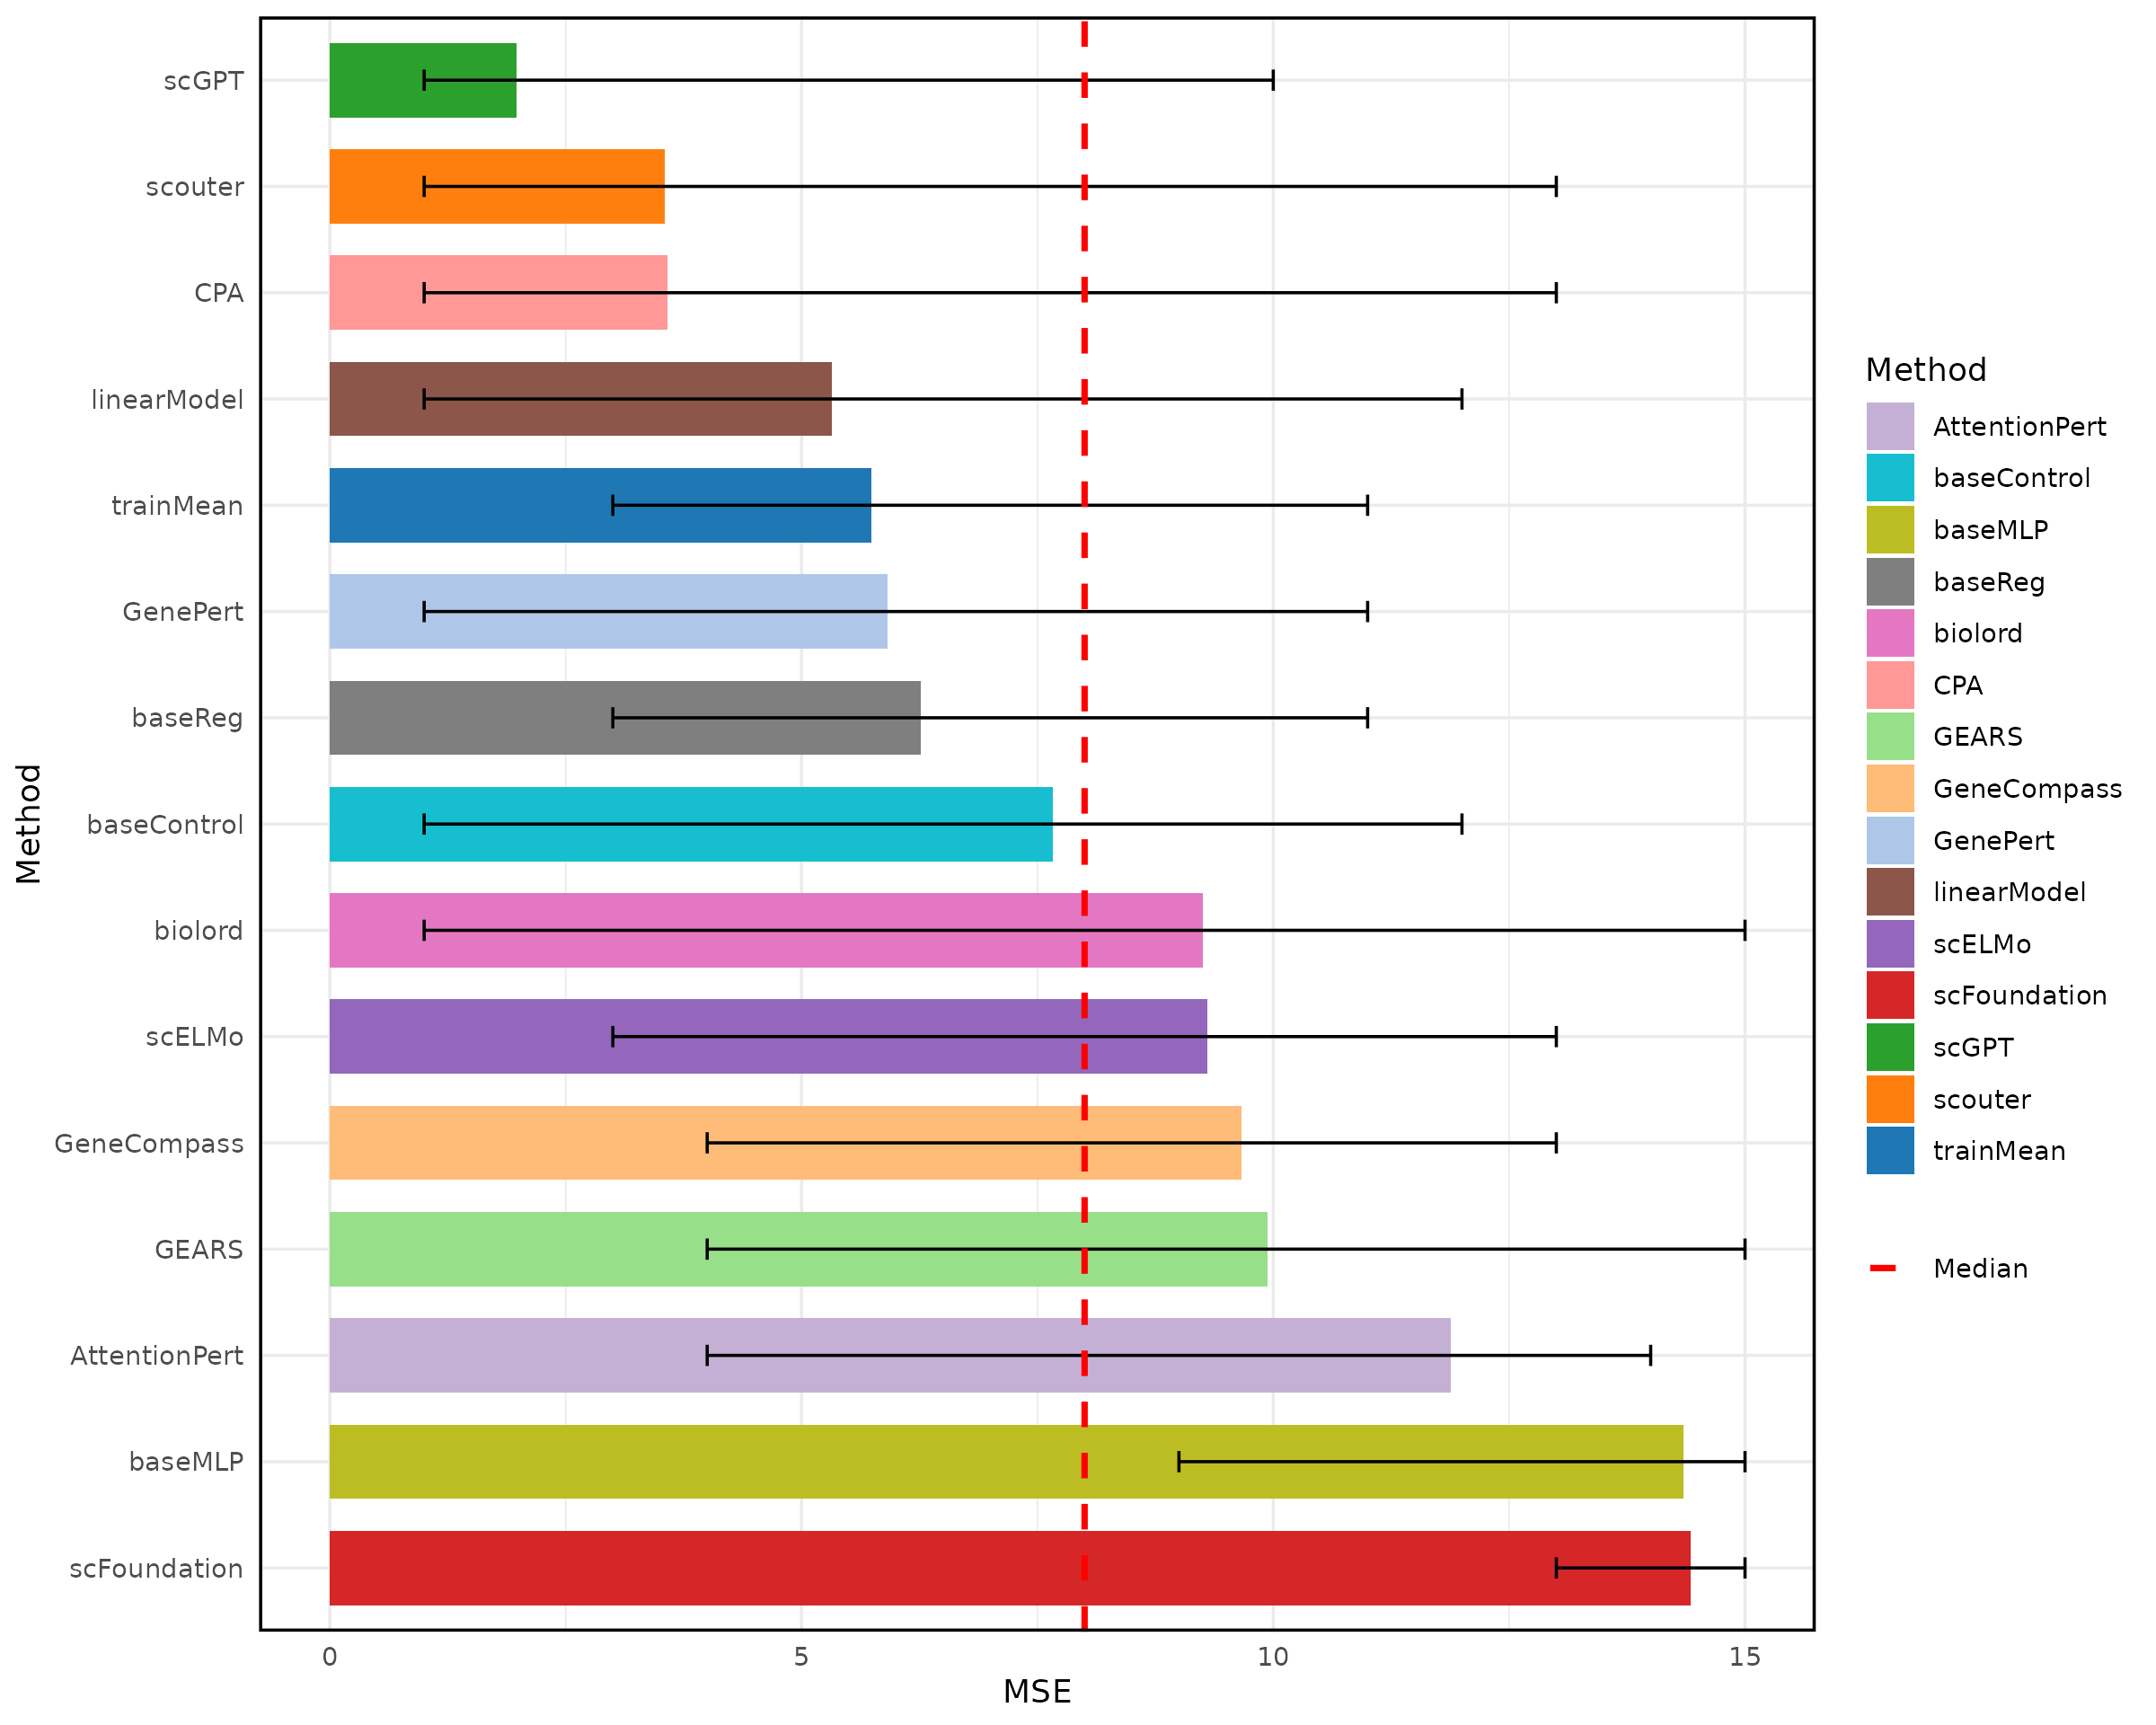 Method
scGPT
scouter
CPA
linearModel
trainMean
GenePert
baseReg
baseControl
biolord
scELMo
GeneCompass
GEARS
AttentionPert
baseMLP
scFoundation
0 5 10 15
MSE
Method
AttentionPert
baseControl
baseMLP
baseReg
biolord
CPA
GEARS
GeneCompass
GenePert
linearModel
scELMo
scFoundation
scGPT
scouter
trainMean
Median